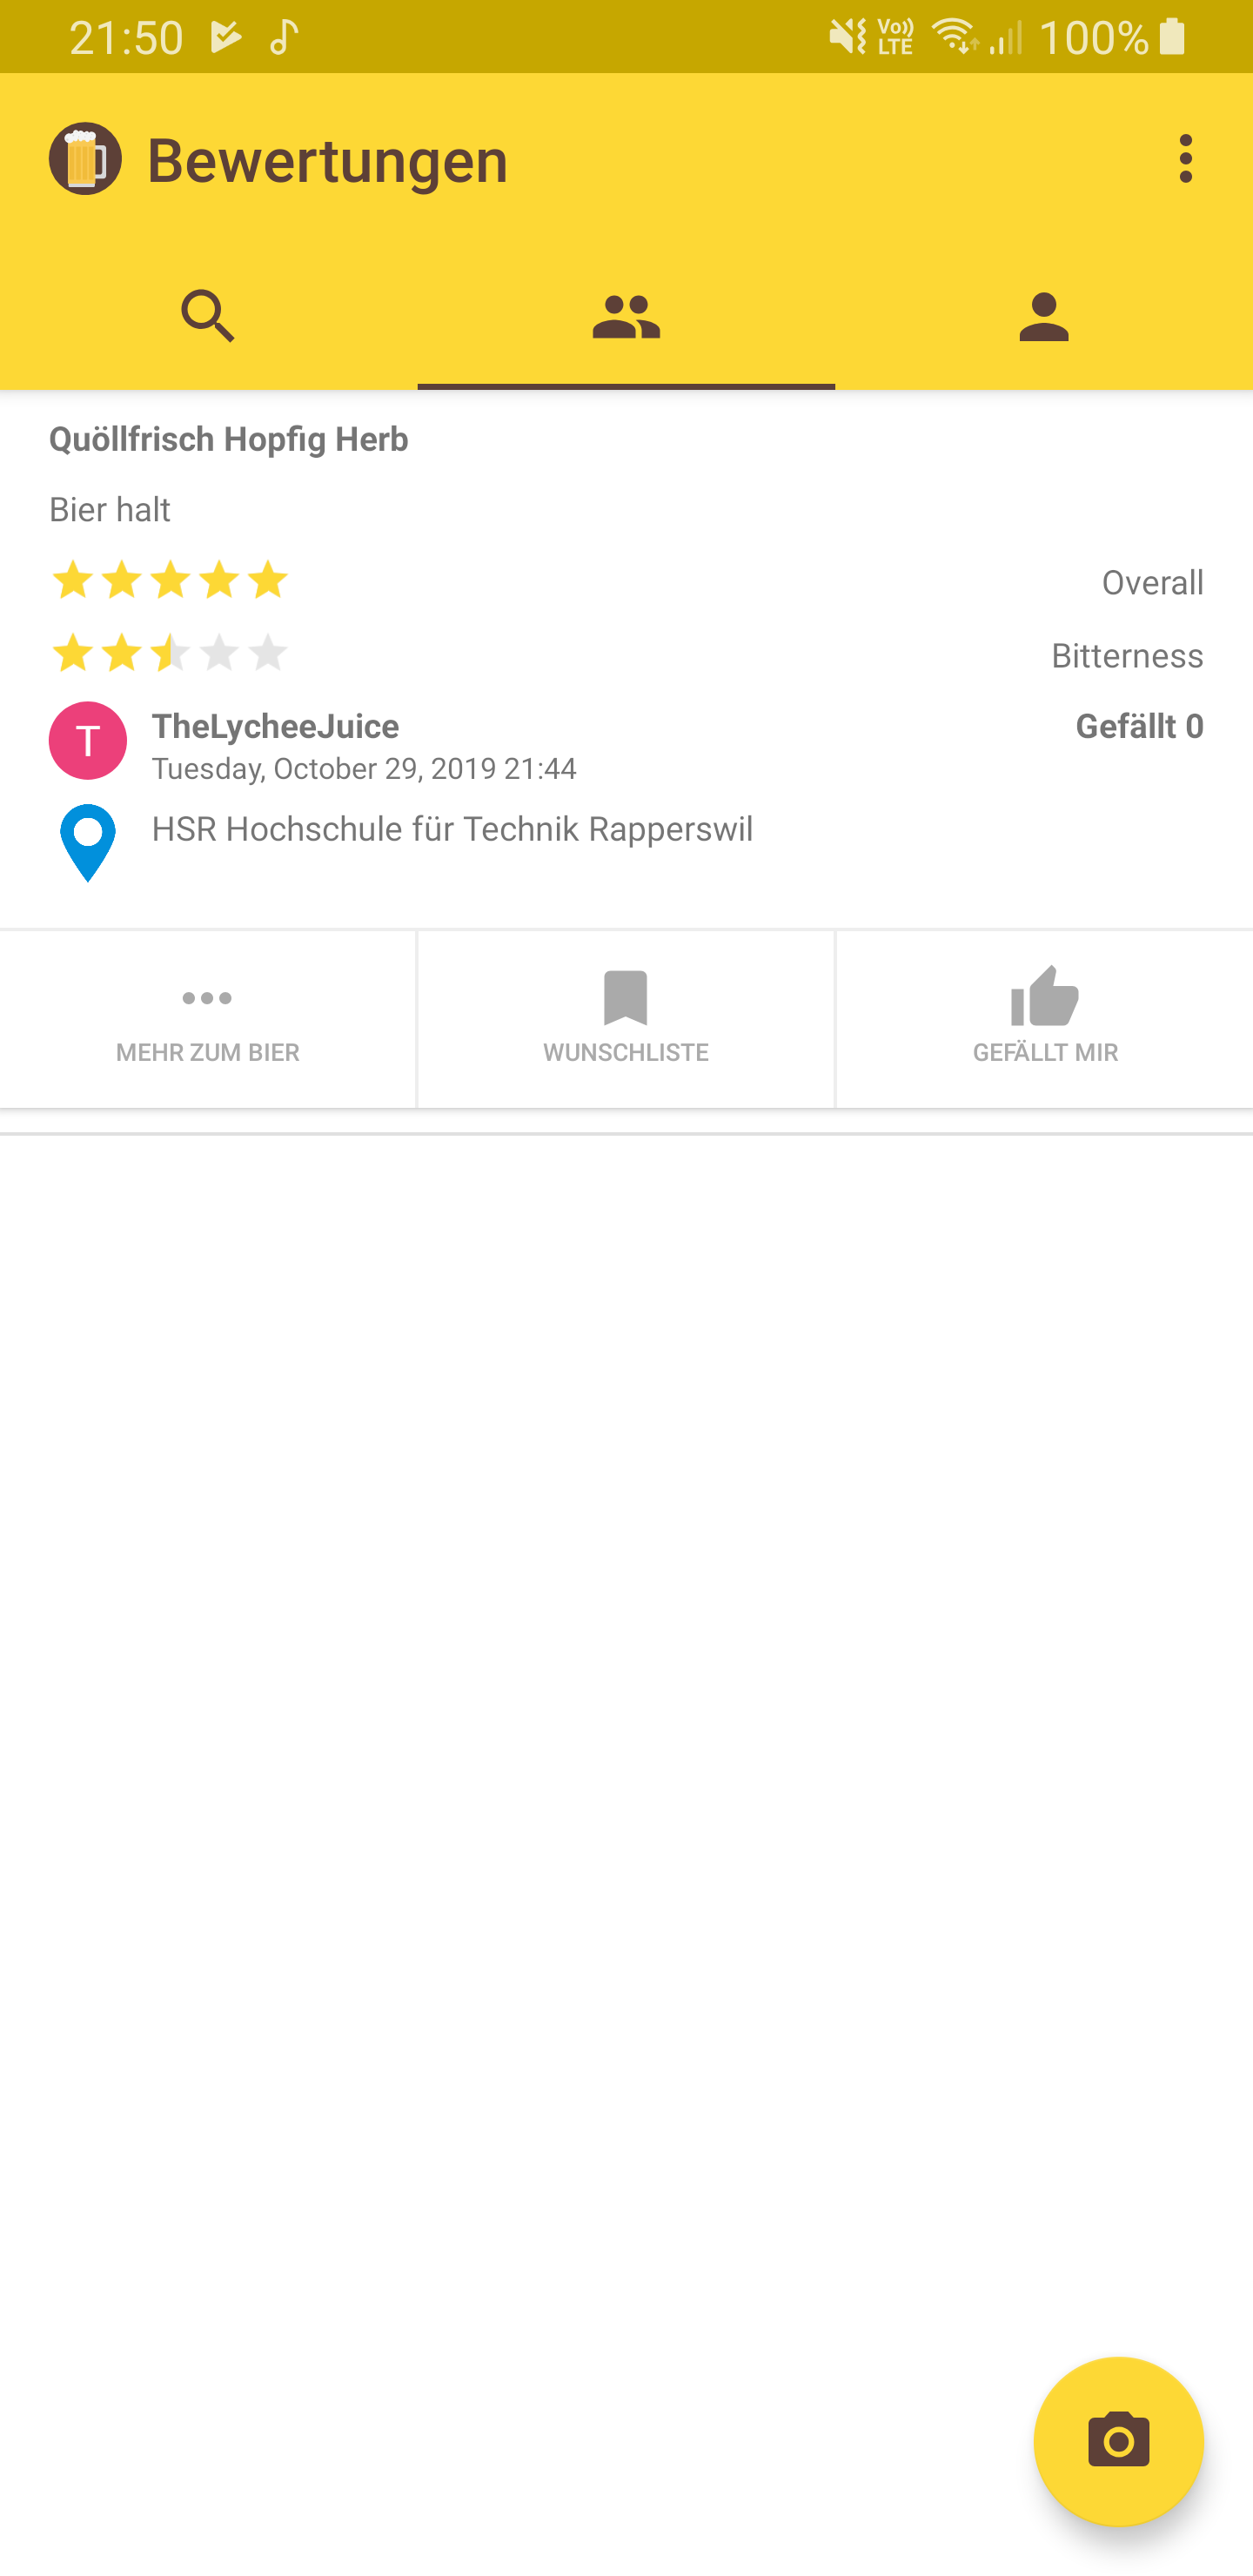 21:50 Vo)) LTE 100%
Bewertungen
Quöllfrisch Hopfig Herb
Bier halt
Overall
Bitterness
T TheLycheeJuice Gefällt 0
Tuesday, October 29, 2019 21:44
HSR Hochschule für Technik Rapperswil
MEHR ZUM BIER WUNSCHLISTE GEFÄLLT MIR